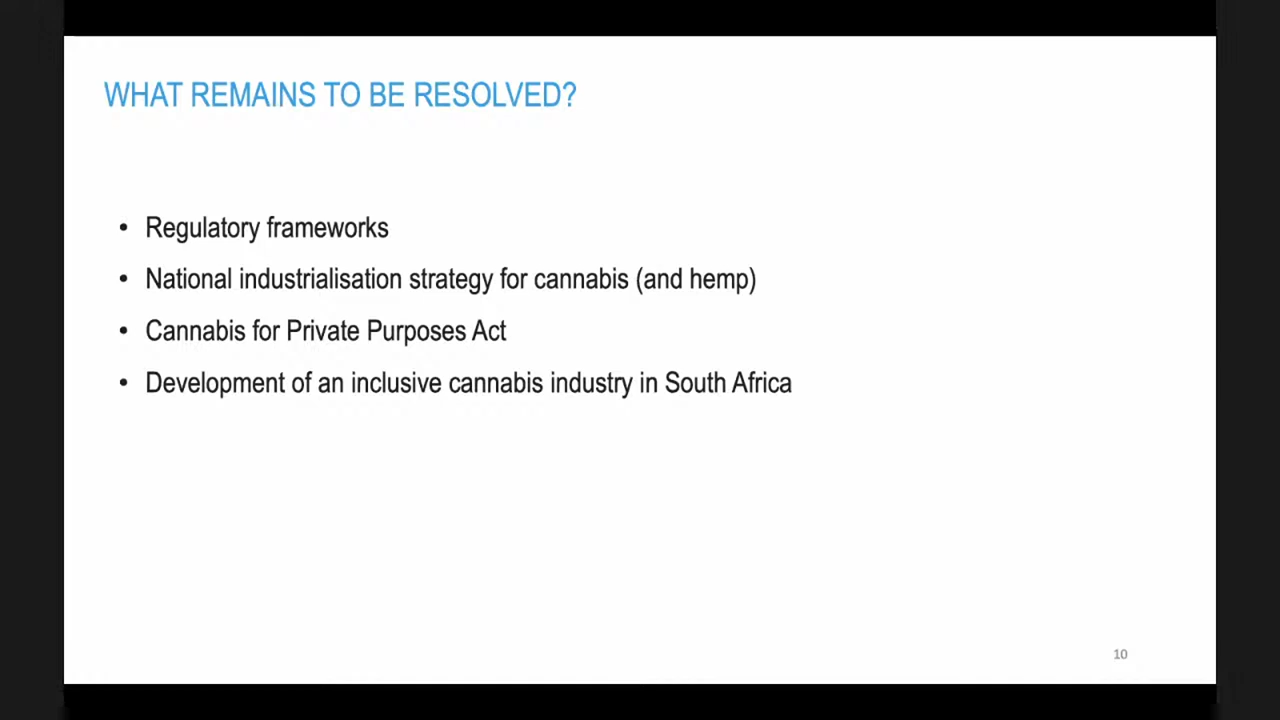 WHAT REMAINS TO BE RESOLVED?
• Regulatory frameworks
• National industrialisation strategy for cannabis (and hemp)
• Cannabis for Private Purposes Act
• Development of an inclusive cannabis industry in South Africa
10